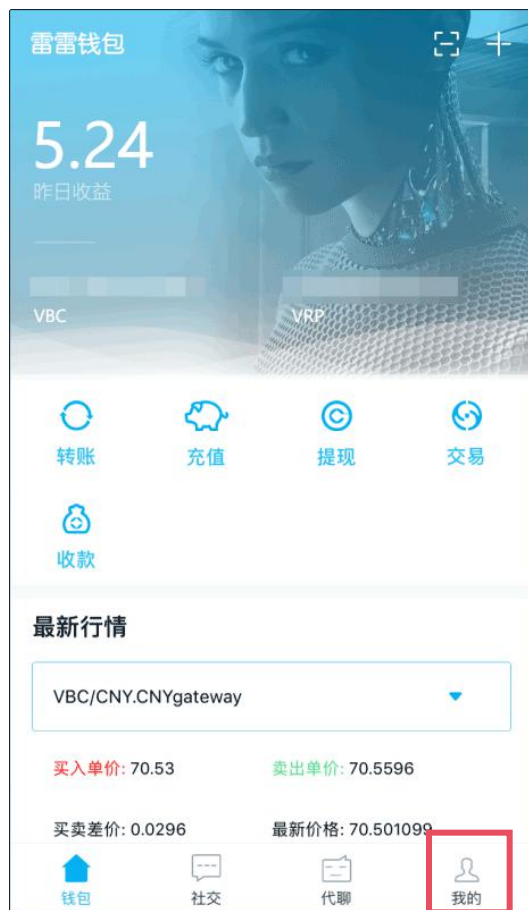 雷雷钱包
5.24
昨日收益
VBC VRP
转账 充值 提现 交易
收款
最新行情
VBC/CNY.CNYgateway
买入单价: 70.53 卖出单价: 70.5596
买卖差价: 0.0296 最新价格: 70.501099
钱包 社交 代聊 我的